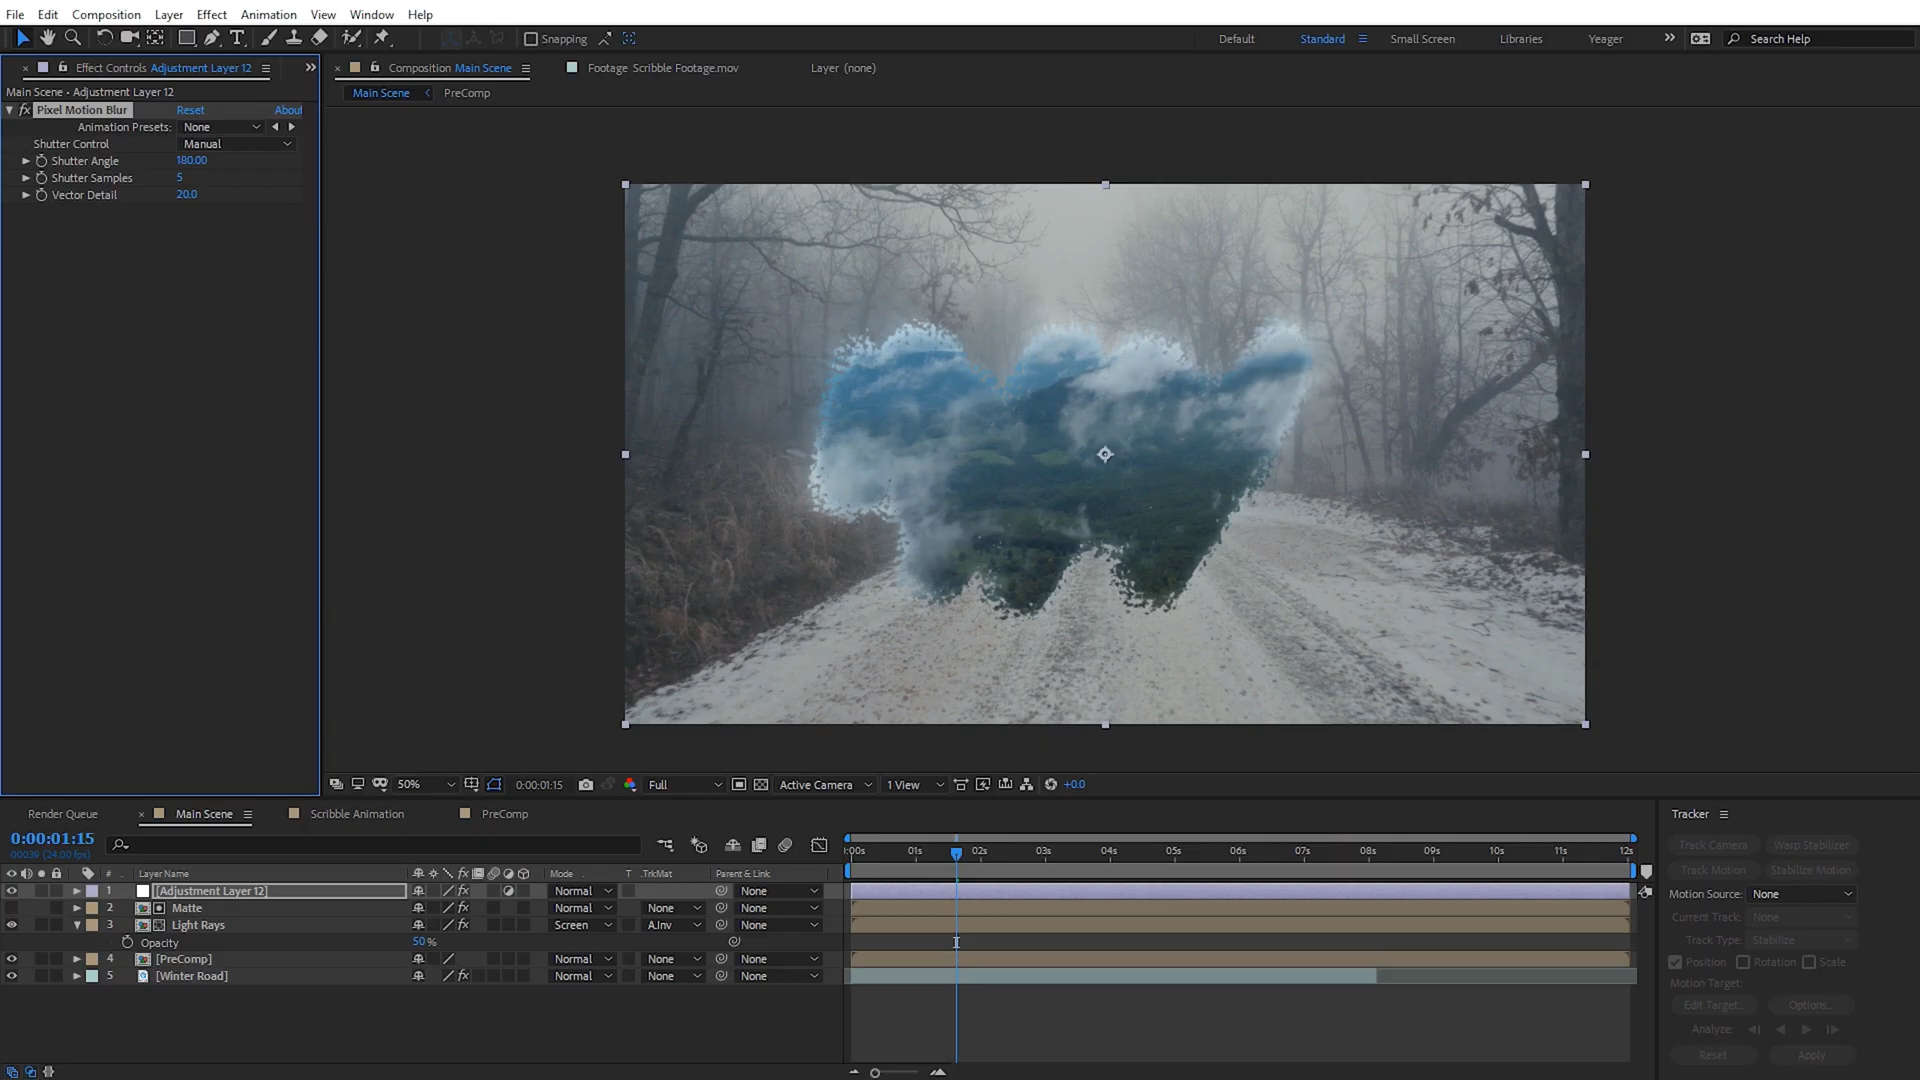 File Edit Composition Layer Effect Animation View Window Help
Snapping Default Standard Small Screen Libraries Yeager Search Help
Effect Controls Adjustment Layer 12 Composition Main Scene Footage Scribble Footage.mov Layer (none)
Main Scene • Adjustment Layer 12 Main Scene PreComp
fx Pixel Motion Blur Reset About
Animation Presets: None
Shutter Control Manual
Shutter Angle 180.00
Shutter Samples 5
Vector Detail 20.0
50% 0:00:01:15 Full Active Camera 1 View +0.0
Render Queue Main Scene Scribble Animation PreComp Tracker
0:00:01:15
00039 (24.00 fps)
:00s 01s 02s 03s 04s 05s 06s 07s 08s 09s 10s 11s 12s
Track Camera Warp Stabilizer
Track Motion Stabilize Motion
# Layer Name fx Mode T .TrkMat Parent & Link
1 [Adjustment Layer 12] fx Normal None
2 Matte fx Normal None None
3 Light Rays fx Screen A.Inv None
Opacity 50 %
4 [PreComp] Normal None None
5 [Winter Road] fx Normal None None
Motion Source: None
Current Track: None
Track Type: Stabilize
Position Rotation Scale
Motion Target:
Edit Target... Options...
Analyze:
Reset Apply